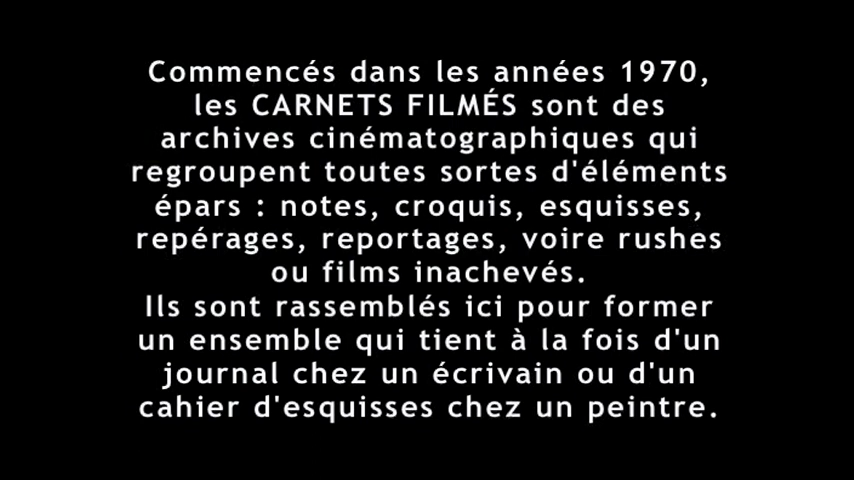 Commencés dans les années 1970,
les CARNETS FILMÉS sont des
archives cinématographiques qui
regroupent toutes sortes d'éléments
épars : notes, croquis, esquisses,
repérages, reportages, voire rushes
ou films inachevés.
Ils sont rassemblés ici pour former
un ensemble qui tient à la fois d'un
journal chez un écrivain ou d'un
cahier d'esquisses chez un peintre.